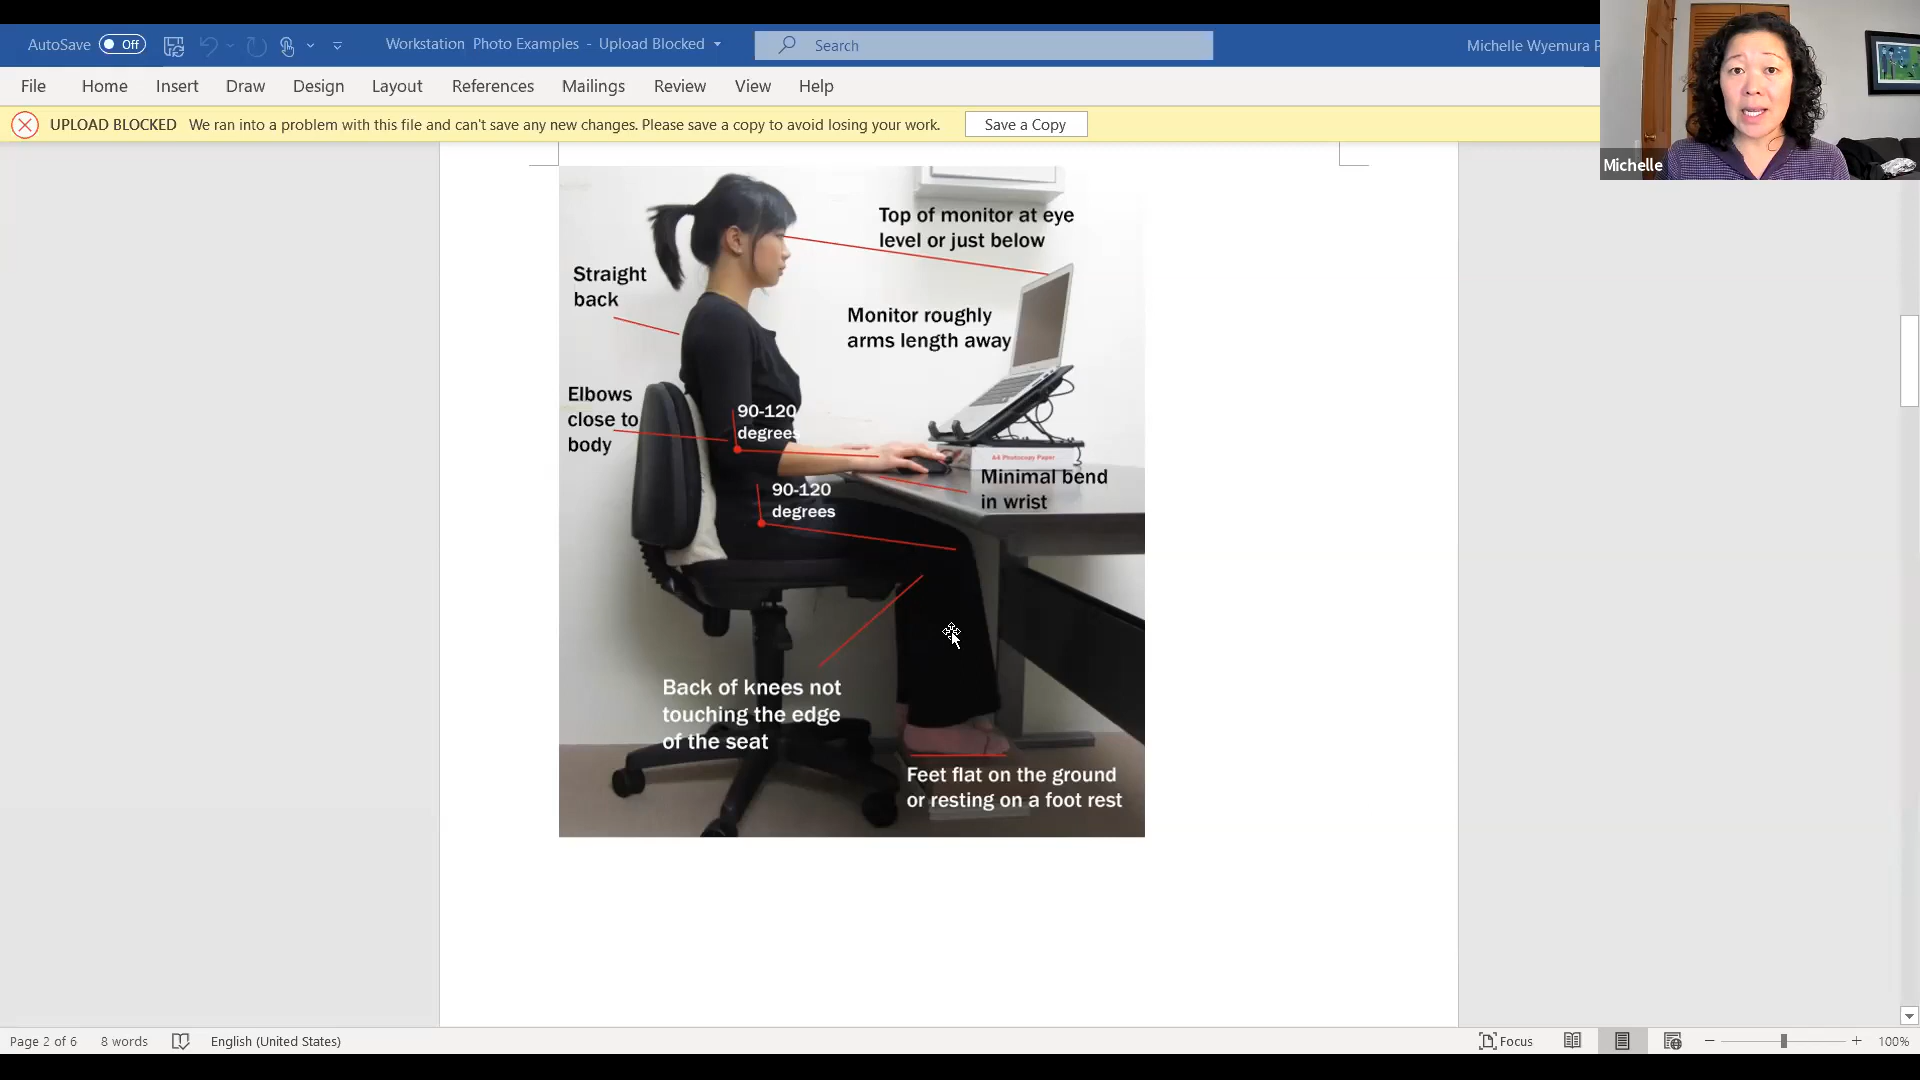 AutoSave Off
Workstation Photo Examples - Upload Blocked
Search
Michelle Wyemura P
File Home Insert Draw Design Layout References Mailings Review View Help
UPLOAD BLOCKED We ran into a problem with this file and can't save any new changes. Please save a copy to avoid losing your work. Save a Copy
Michelle
Top of monitor at eye
level or just below
Straight
back
Monitor roughly
arms length away
Elbows
close to
body
90-120
degrees
A4 Photocopy Paper
Minimal bend
in wrist
90-120
degrees
Back of knees not
touching the edge
of the seat
Feet flat on the ground
or resting on a foot rest
Page 2 of 6 8 words English (United States) Focus 100%